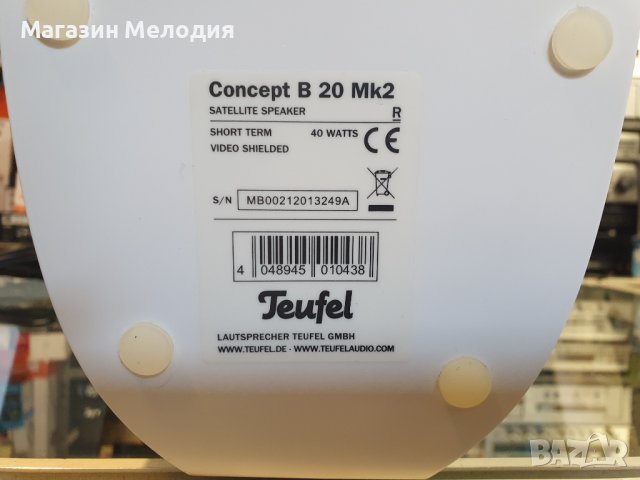 Магазин Мелодия
Concept B 20 Mk2
SATELLITE SPEAKER R
SHORT TERM 40 WATTS CE
VIDEO SHIELDED
S/N MB00212013249A
4 048945 010438
Teufel
LAUTSPRECHER TEUFEL GMBH
WWW.TEUFEL.DE - WWW.TEUFELAUDIO.COM
BAZAR